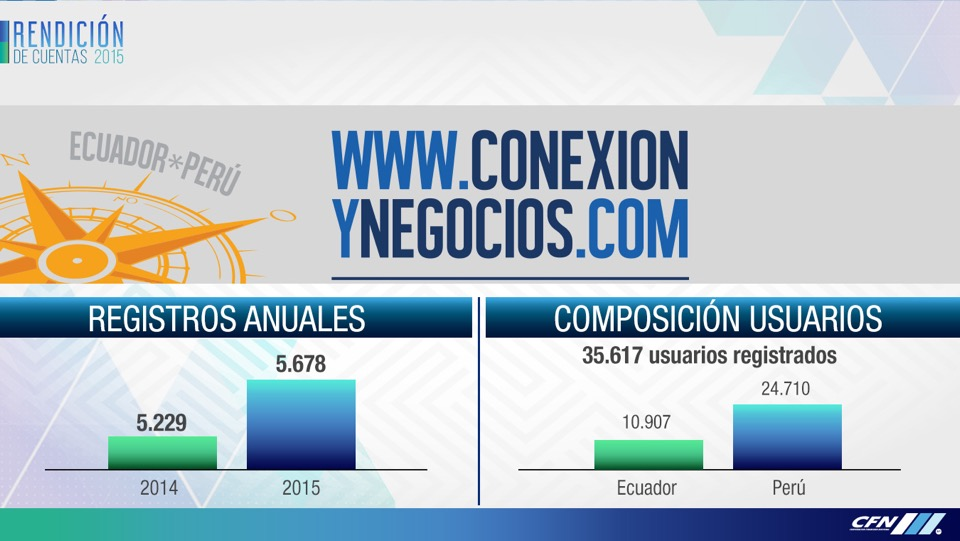 RENDICIÓN
DE CUENTAS 2015
ECUADOR*PERÚ
N
NO
O
WWW.CONEXION
YNEGOCIOS.COM
REGISTROS ANUALES
5.678
5.229
2014
2015
COMPOSICIÓN USUARIOS
35.617 usuarios registrados
24.710
10.907
Ecuador
Perú
CFN